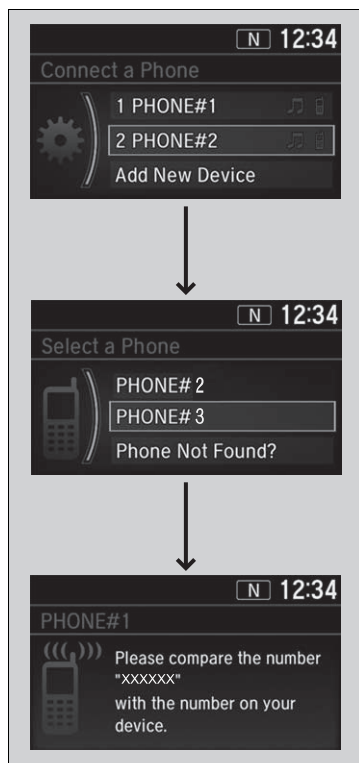 N 12:34
Connect a Phone
1 PHONE#1
2 PHONE#2
Add New Device
N 12:34
Select a Phone
PHONE# 2
PHONE# 3
Phone Not Found?
N 12:34
PHONE#1
Please compare the number
"XXXXXX"
with the number on your
device.